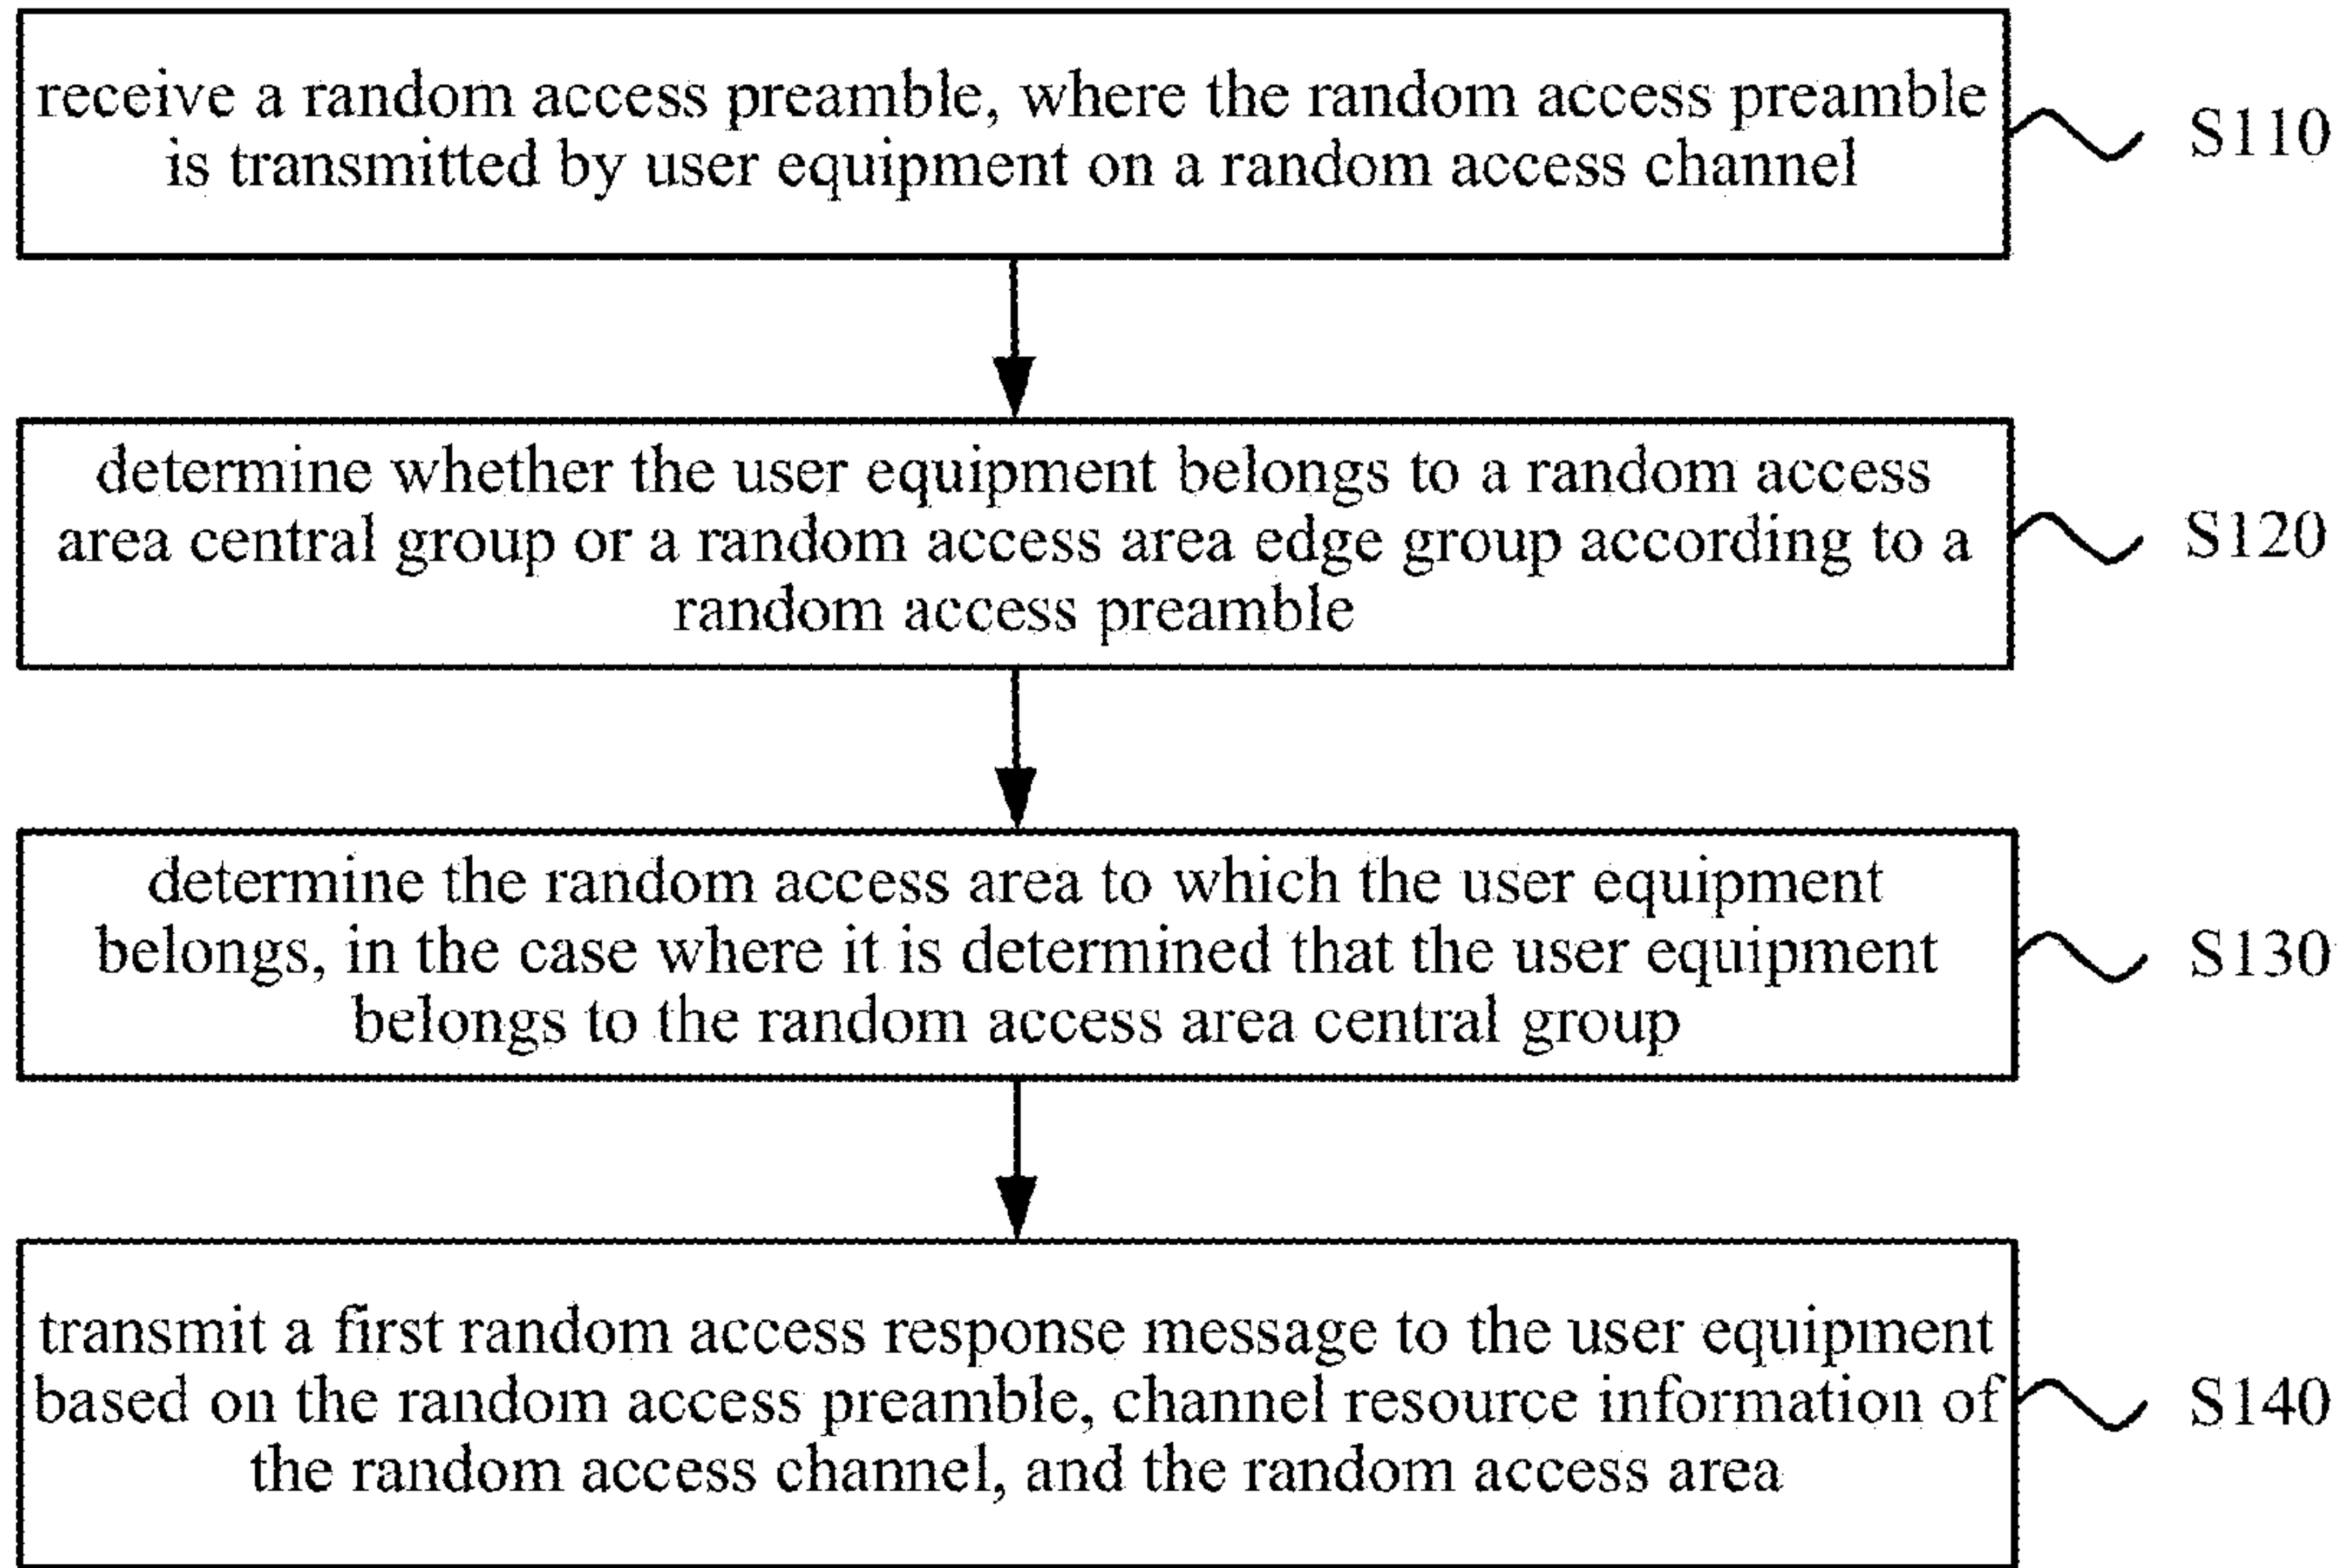 receive a random access preamble, where the random access preamble
is transmitted by user equipment on a random access channel
S110
determine whether the user equipment belongs to a random access
area central group or a random access area edge group according to a
random access preamble
S120
determine the random access area to which the user equipment
belongs, in the case where it is determined that the user equipment
belongs to the random access area central group
S130
transmit a first random access response message to the user equipment
based on the random access preamble, channel resource information of
the random access channel, and the random access area
S140